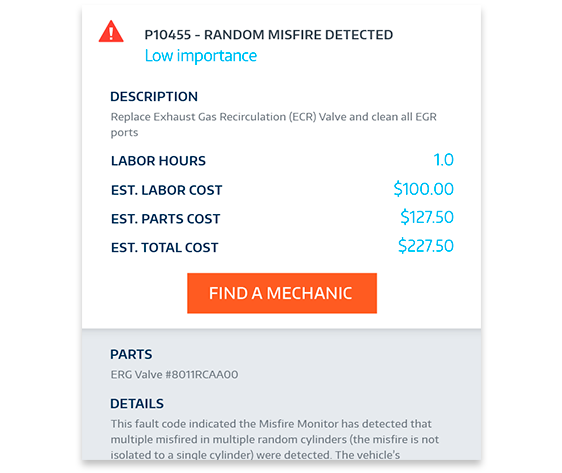 P10455 - RANDOM MISFIRE DETECTED
Low importance
DESCRIPTION
Replace Exhaust Gas Recirculation (ECR) Valve and clean all EGR
ports
LABOR HOURS 1.0
EST. LABOR COST $100.00
EST. PARTS COST $127.50
EST. TOTAL COST $227.50
FIND A MECHANIC
PARTS
ERG Valve #8011RCAA00
DETAILS
This fault code indicated the Misfire Monitor has detected that
multiple misfired in multiple random cylinders (the misfire is not
isolated to a single cylinder) were detected. The vehicle's